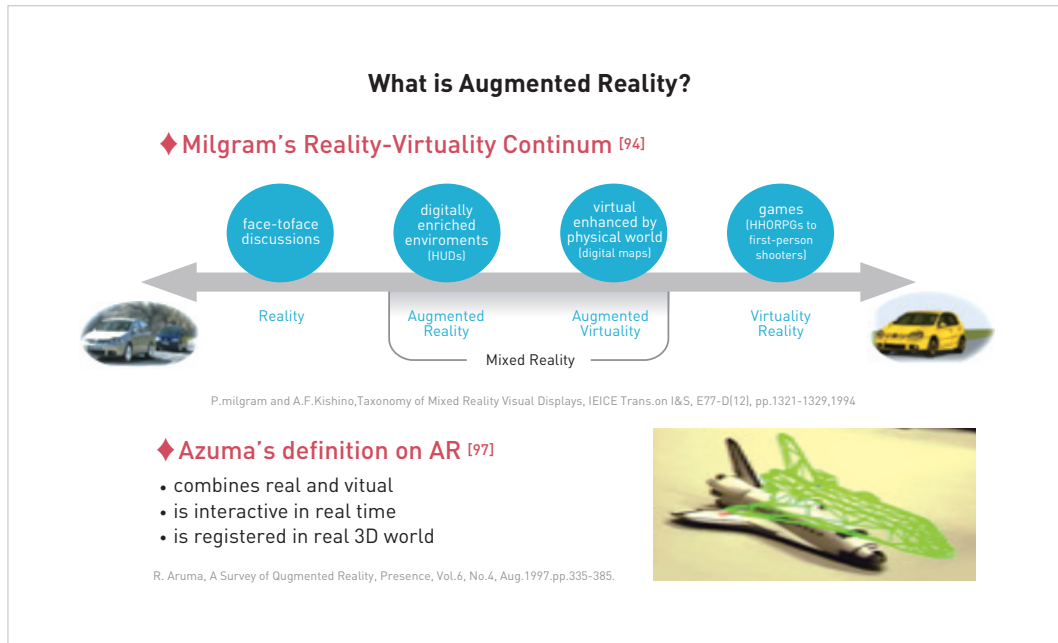 What is Augmented Reality?
♦ Milgram's Reality-Virtuality Continum [94]
face-toface
discussions
digitally
enriched
enviroments
(HUDs)
virtual
enhanced by
physical world
(digital maps)
games
(HHORPGs to
first-person
shooters)
Reality
Augmented
Reality
Augmented
Virtuality
Virtuality
Reality
Mixed Reality
P.milgram and A.F.Kishino,Taxonomy of Mixed Reality Visual Displays, IEICE Trans.on I&S, E77-D(12), pp.1321-1329,1994
♦ Azuma's definition on AR [97]
• combines real and vitual
• is interactive in real time
• is registered in real 3D world
R. Aruma, A Survey of Qugmented Reality, Presence, Vol.6, No.4, Aug.1997.pp.335-385.